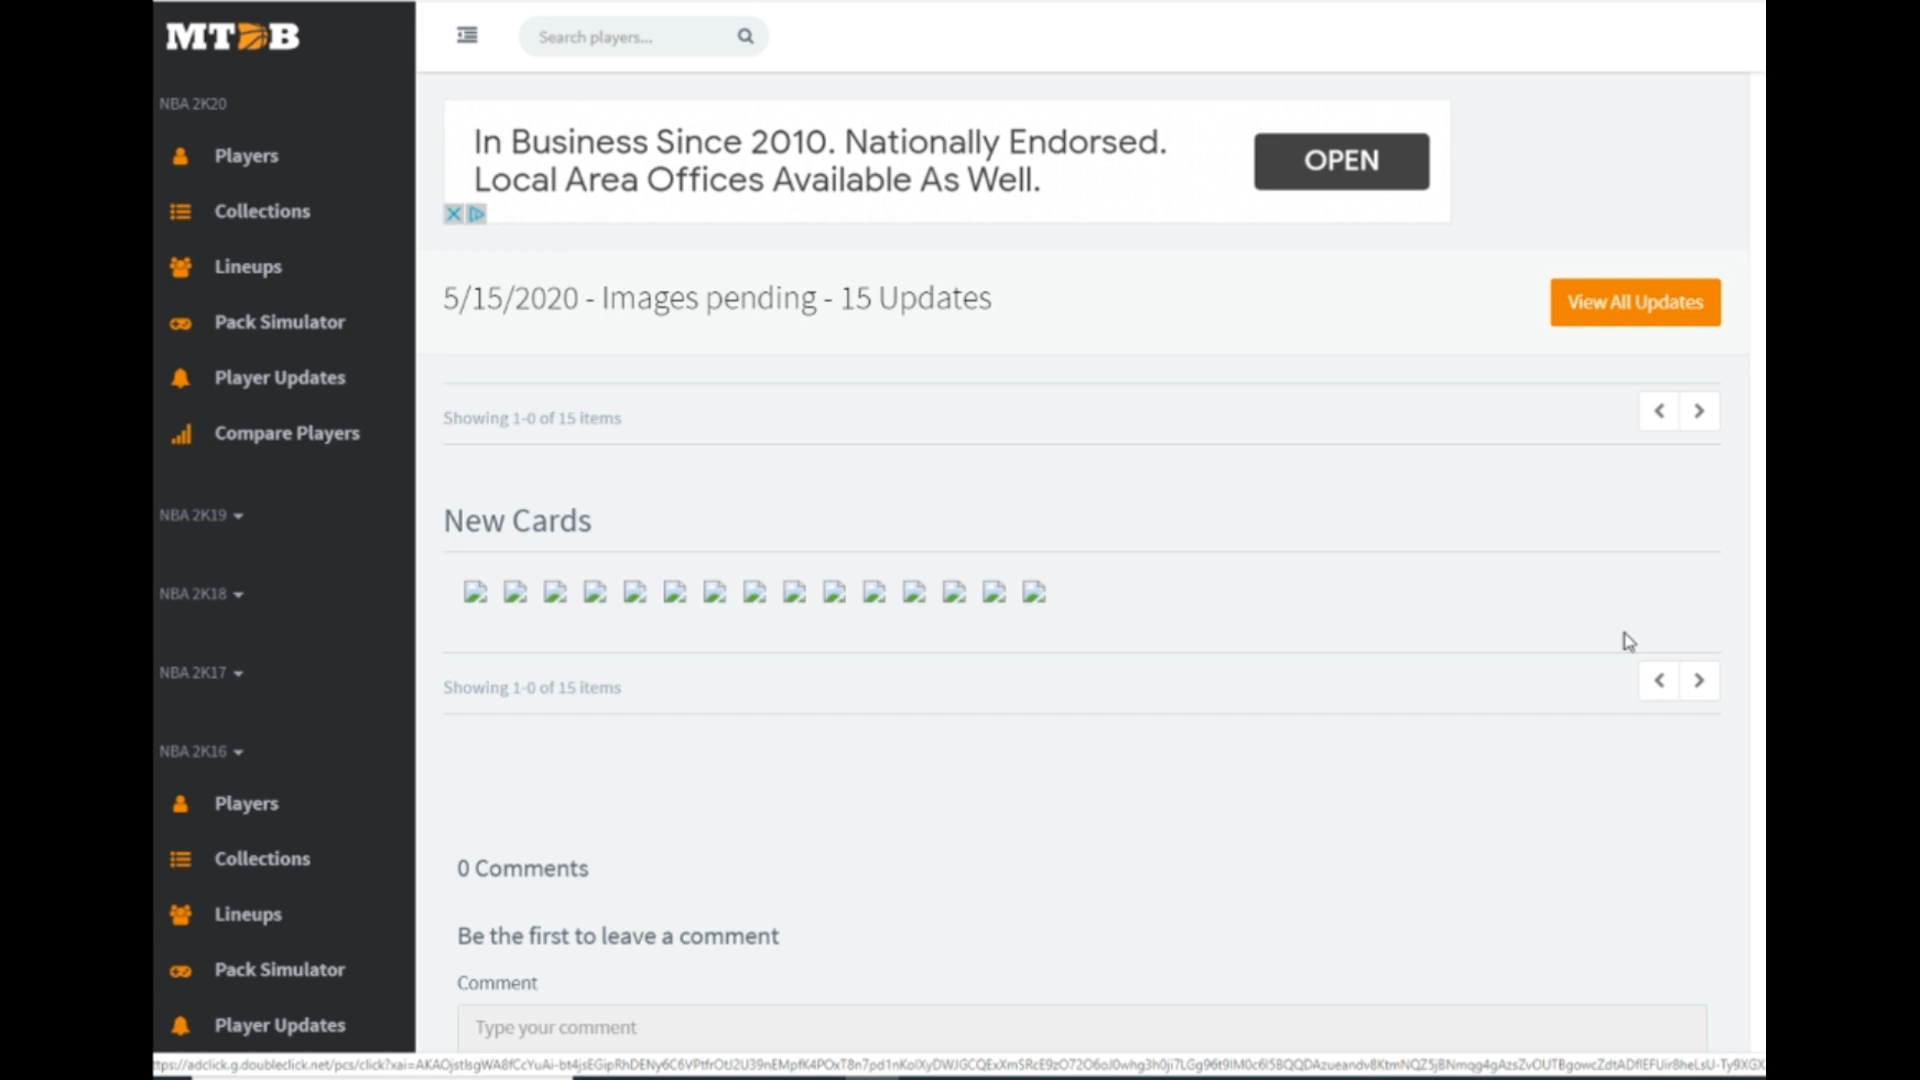 MTDB
Search players...
NBA 2K20
Players
Collections
Lineups
Pack Simulator
Player Updates
Compare Players
NBA 2K19
NBA 2K18
NBA 2K17
NBA 2K16
Players
Collections
Lineups
Pack Simulator
Player Updates
In Business Since 2010. Nationally Endorsed.
Local Area Offices Available As Well.
OPEN
5/15/2020 - Images pending - 15 Updates
View All Updates
Showing 1-0 of 15 items
New Cards
Showing 1-0 of 15 items
0 Comments
Be the first to leave a comment
Comment
Type your comment